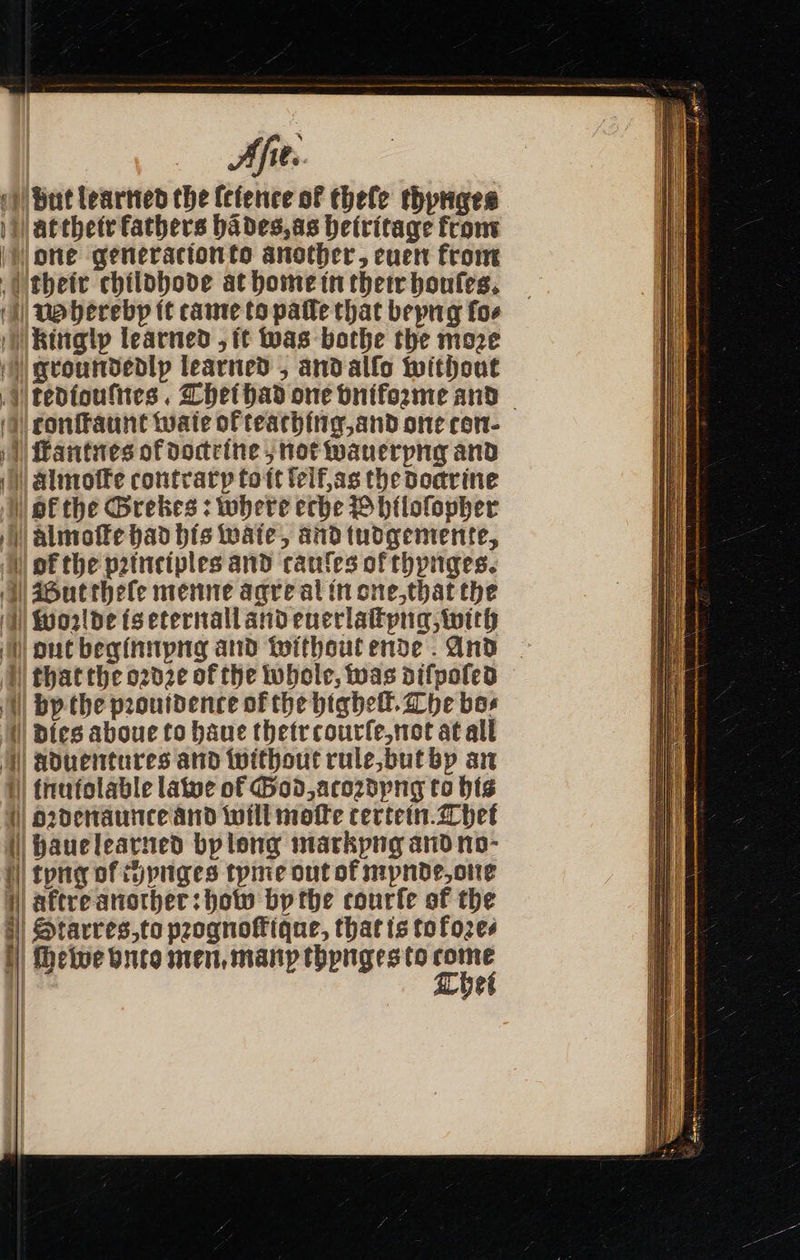 Asie.
But learned the science of these thynges
at their fathers hādes, as heiritage from
one generacion to another, euen from
their childhode at home in their houses.
Whereby it came to passe that beyng so-
kingly learned, it was bothe the more
groundedly learned, and also without
tediousnes. Thei had one vniforme and
constaunt waie of teaching, and one con-
stantnes of doctrine, not waueryng and
almoste contrary to it self, as the doctrine
of the Grekes: where eche Philosopher
almoste had his waie, and iudgemente,
of the principles and causes of thynges.
But these menne agre al in one, that the
worlde is eternall and euerlastyng, with
out beginnyng and without ende. And
that the ordre of the whole, was disposed
by the prouidence of the highest. The bo-
dies aboue to haue their course, not at all
aduentures and without rule, but by an
inuiolable lawe of God, acordyng to his
ordenaunce and will moste certein. Thei
haue learned by long markyng and no-
tyng of thynges tyme out of mynde, one
aftre another: how by the course of the
Starres, to prognostique, that is to fore-
shewe vnto men, many thynges to come
Thei